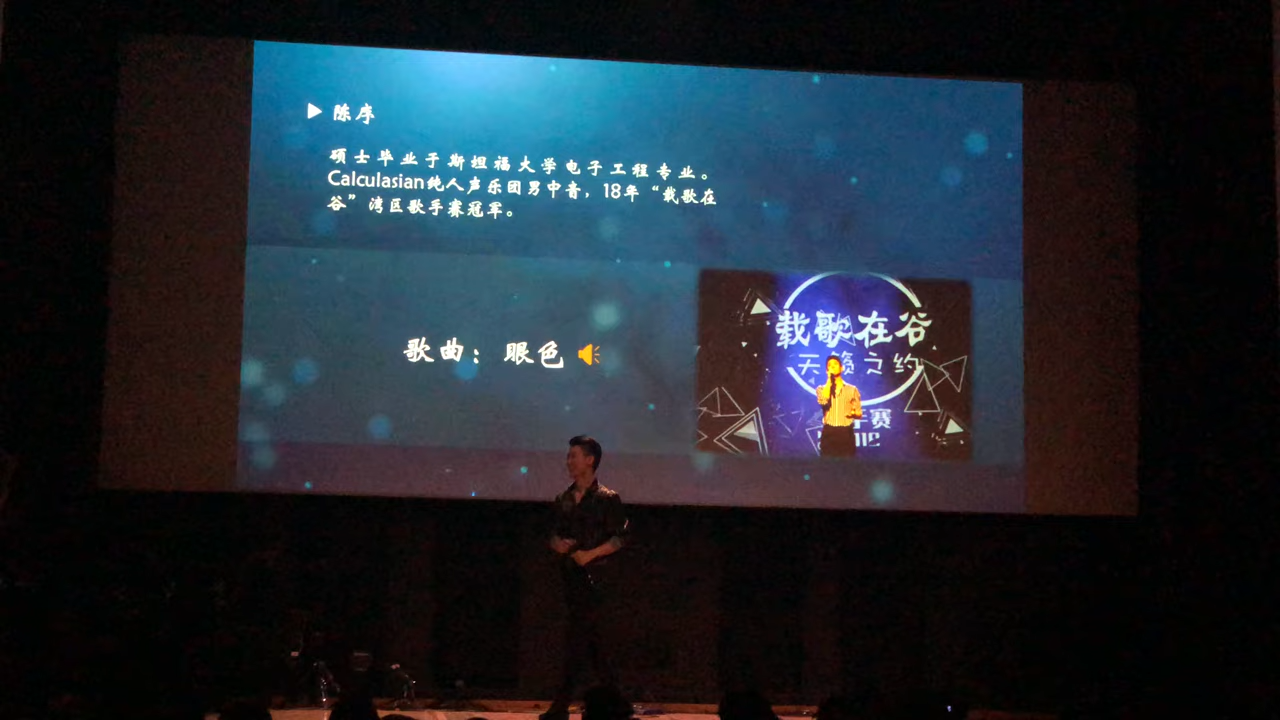 陈序
硕士毕业于斯坦福大学电子工程专业。
Calculasian纯人声乐团男中音，18年“载歌在
谷”湾区歌手赛冠军。
歌曲：眼色
载歌在谷
天籁之约
手赛